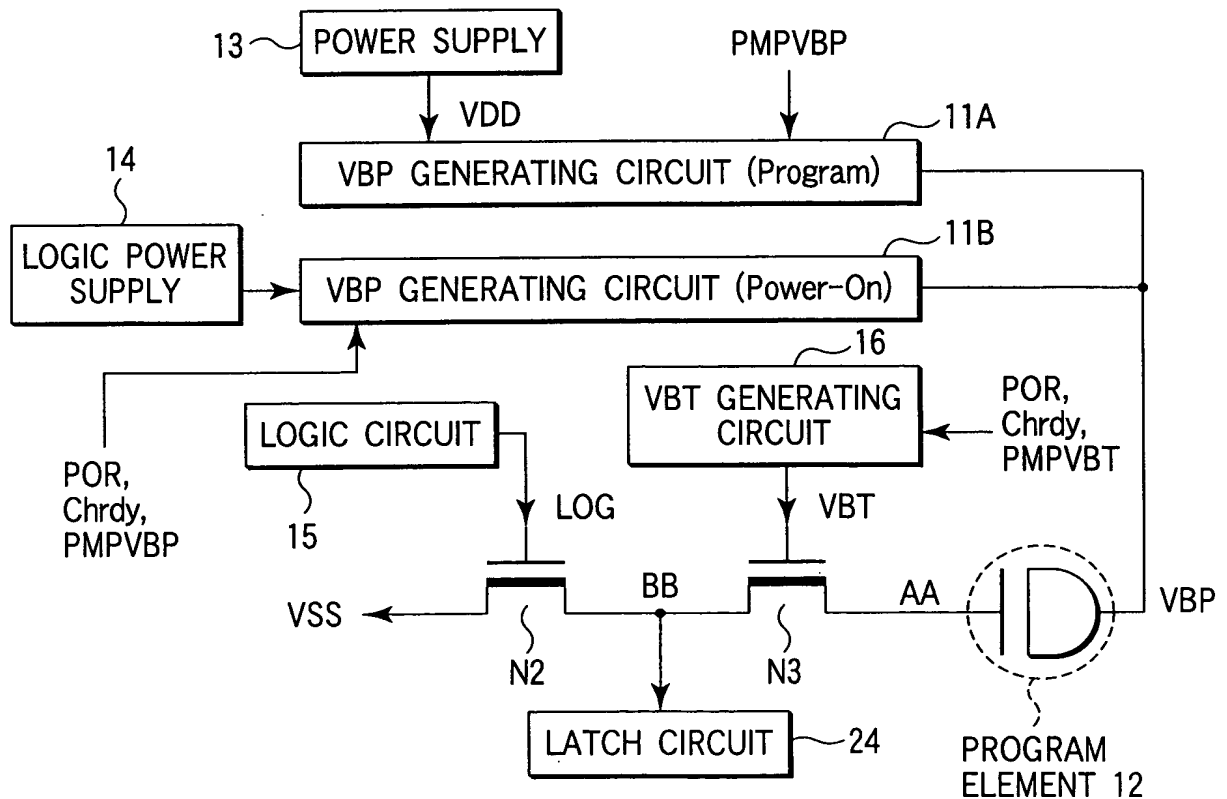 13
POWER SUPPLY
PMPVBP
VDD
11A
VBP GENERATING CIRCUIT (Program)
14
LOGIC POWER
SUPPLY
11B
VBP GENERATING CIRCUIT (Power-On)
16
VBT GENERATING
CIRCUIT
POR,
Chrdy,
PMPVBT
LOGIC CIRCUIT
15
POR,
Chrdy,
PMPVBP
LOG
VBT
VSS
BB
AA
VBP
N2
N3
LATCH CIRCUIT
24
PROGRAM
ELEMENT 12